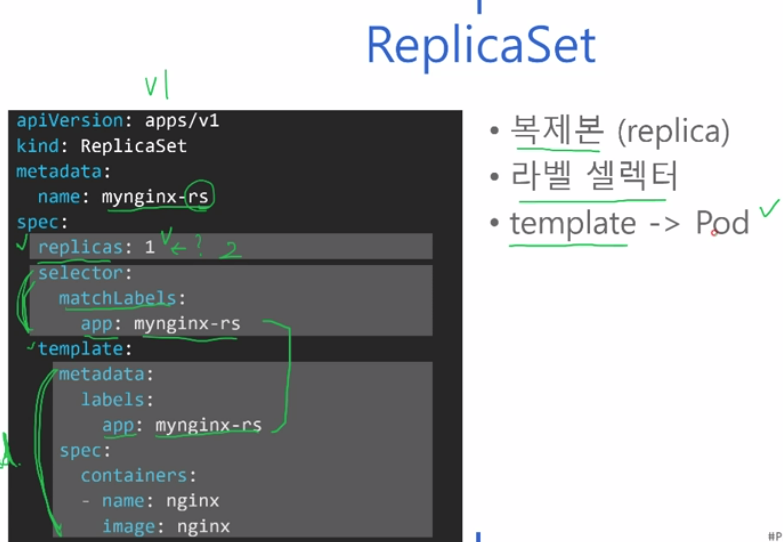 ReplicaSet
v1
apiVersion: apps/v1
kind: ReplicaSet
metadata:
  name: mynginx-rs
spec:
  replicas: 1 ← ? 2
  selector:
    matchLabels:
      app: mynginx-rs
  template:
    metadata:
      labels:
        app: mynginx-rs
    spec:
      containers:
      - name: nginx
        image: nginx
• 복제본 (replica)
• 라벨 셀렉터
• template -> Pod
#P